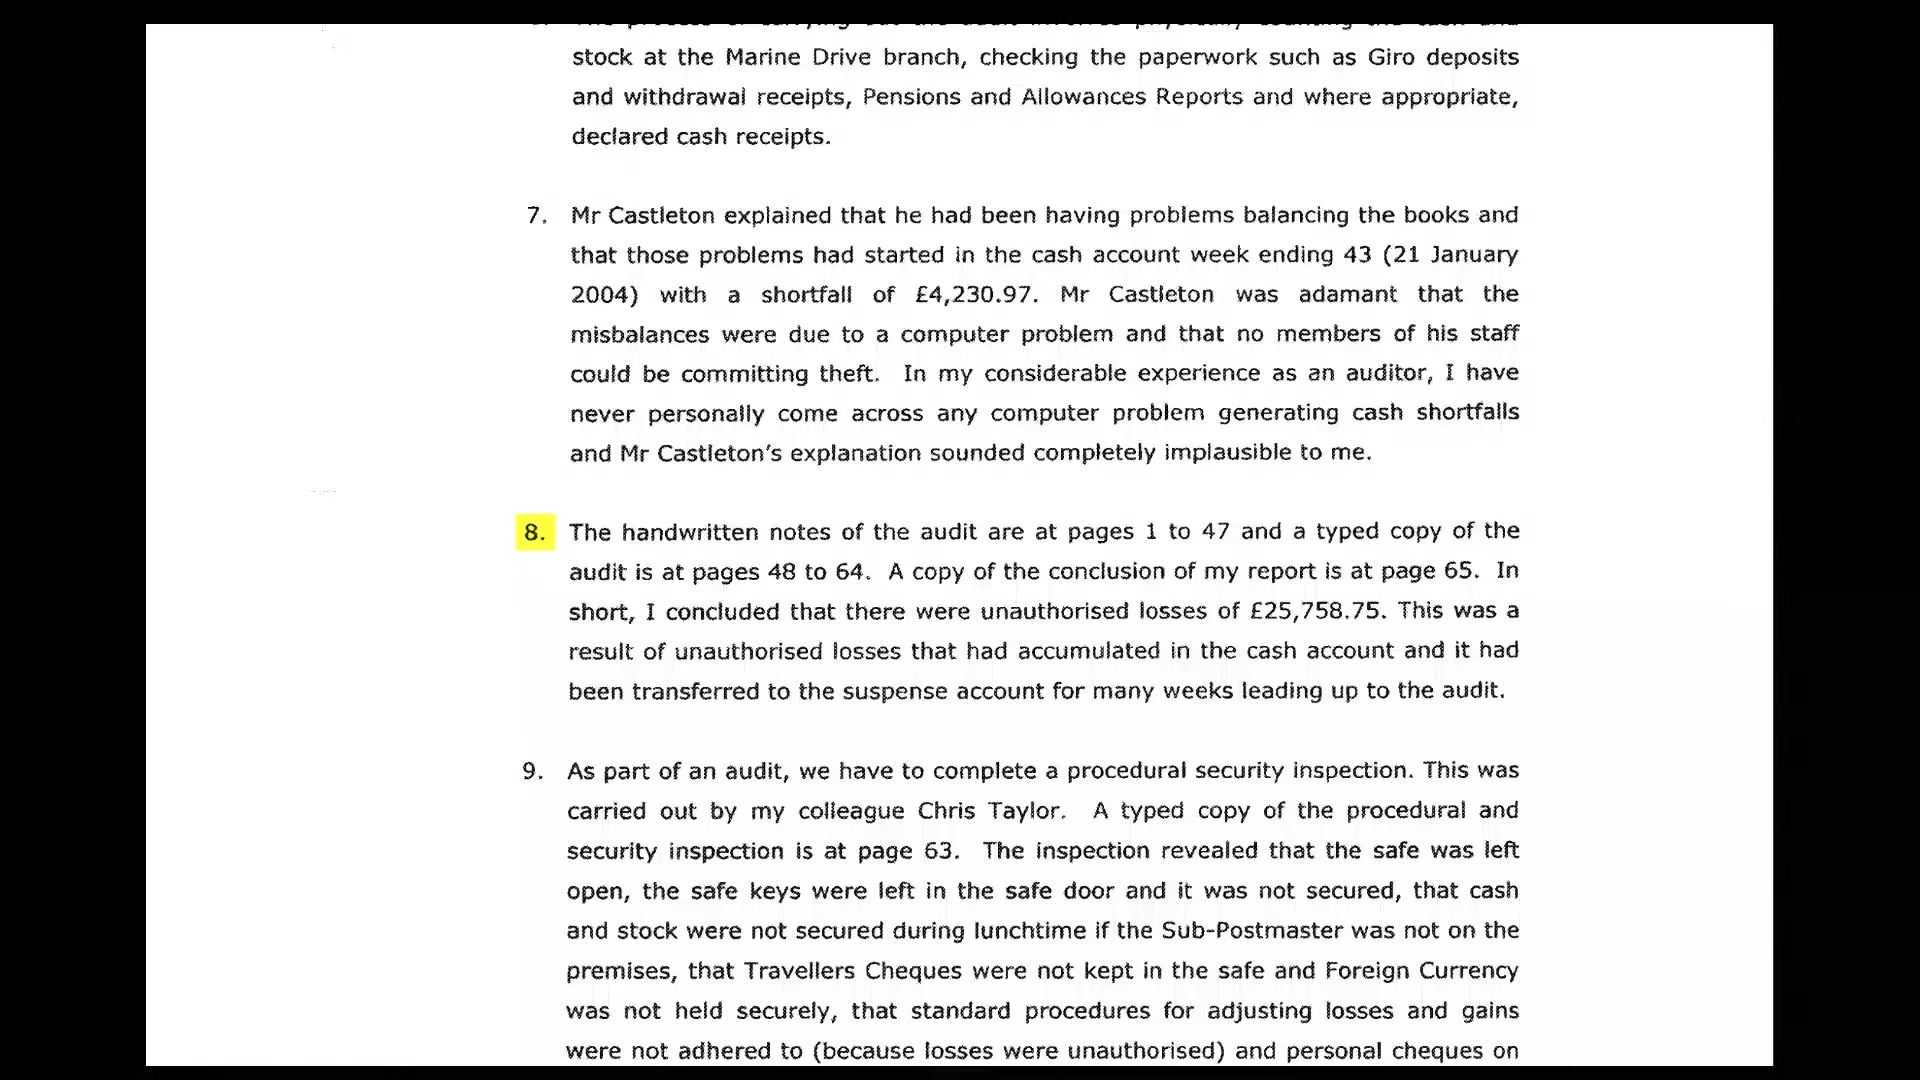 stock at the Marine Drive branch, checking the paperwork such as Giro deposits
and withdrawal receipts, Pensions and Allowances Reports and where appropriate,
declared cash receipts.
7. Mr Castleton explained that he had been having problems balancing the books and
that those problems had started in the cash account week ending 43 (21 January
2004) with a shortfall of £4,230.97. Mr Castleton was adamant that the
misbalances were due to a computer problem and that no members of his staff
could be committing theft. In my considerable experience as an auditor, I have
never personally come across any computer problem generating cash shortfalls
and Mr Castleton's explanation sounded completely implausible to me.
8. The handwritten notes of the audit are at pages 1 to 47 and a typed copy of the
audit is at pages 48 to 64. A copy of the conclusion of my report is at page 65. In
short, I concluded that there were unauthorised losses of £25,758.75. This was a
result of unauthorised losses that had accumulated in the cash account and it had
been transferred to the suspense account for many weeks leading up to the audit.
9. As part of an audit, we have to complete a procedural security inspection. This was
carried out by my colleague Chris Taylor. A typed copy of the procedural and
security inspection is at page 63. The inspection revealed that the safe was left
open, the safe keys were left in the safe door and it was not secured, that cash
and stock were not secured during lunchtime if the Sub-Postmaster was not on the
premises, that Travellers Cheques were not kept in the safe and Foreign Currency
was not held securely, that standard procedures for adjusting losses and gains
were not adhered to (because losses were unauthorised) and personal cheques on